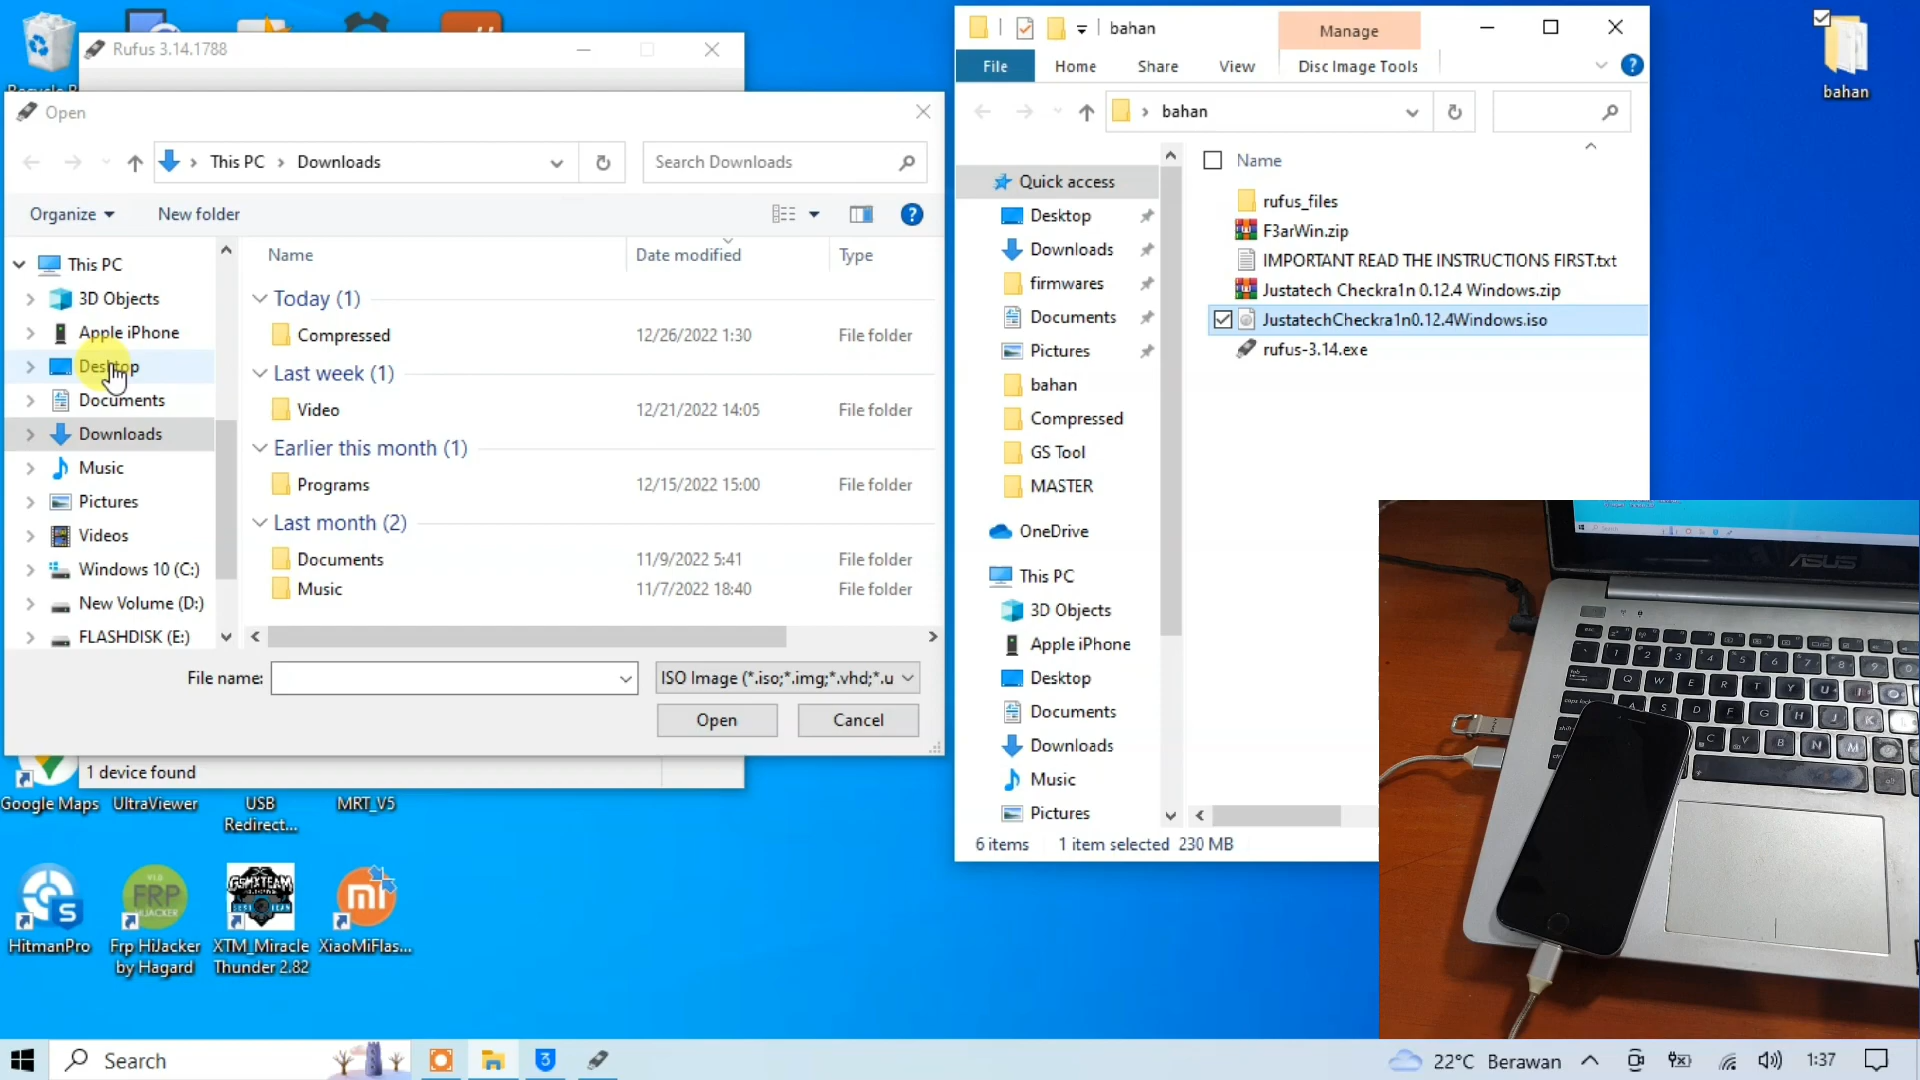 Rufus 3.14.1788
Open
This PC
Downloads
Search Downloads
Organize
New folder
Name
Date modified
Type
This PC
3D Objects
Apple iPhone
Desktop
Documents
Downloads
Music
Pictures
Videos
Windows 10 (C:)
New Volume (D:)
FLASHDISK (E:)
Today (1)
Compressed
12/26/2022 1:30
File folder
Last week (1)
Video
12/21/2022 14:05
File folder
Earlier this month (1)
Programs
12/15/2022 15:00
File folder
Last month (2)
Documents
11/9/2022 5:41
File folder
Music
11/7/2022 18:40
File folder
File name:
ISO Image (*.iso;*.img;*.vhd;*.u
Open
Cancel
1 device found
bahan
Manage
File
Home
Share
View
Disc Image Tools
bahan
Quick access
Desktop
Downloads
firmwares
Documents
Pictures
bahan
Compressed
GS Tool
MASTER
OneDrive
This PC
3D Objects
Apple iPhone
Desktop
Documents
Downloads
Music
Pictures
Name
rufus_files
F3arWin.zip
IMPORTANT READ THE INSTRUCTIONS FIRST.txt
Justatech Checkra1n 0.12.4 Windows.zip
JustatechCheckra1n0.12.4Windows.iso
rufus-3.14.exe
6 items
1 item selected 230 MB
bahan
Google Maps
UltraViewer
USB
Redirect...
MRT_V5
HitmanPro
FRP
HIJACKER
Frp HiJacker
by Hagard
XTM_Miracle
Thunder 2.82
XiaoMiFlas...
ASUS
Search
22°C Berawan
1:37